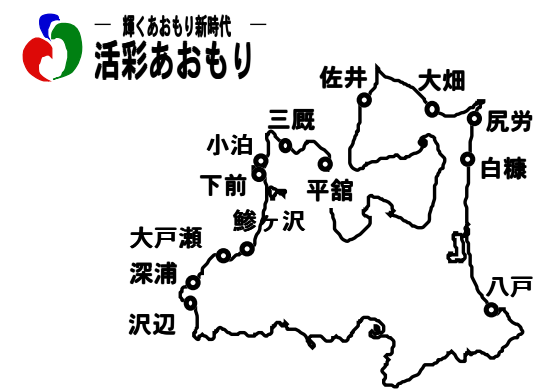 ― 輝くあおもり新時代 ―
活彩あおもり
佐井
大畑
三厩
尻労
小泊
白糠
下前
平舘
鰺ヶ沢
大戸瀬
深浦
八戸
沢辺